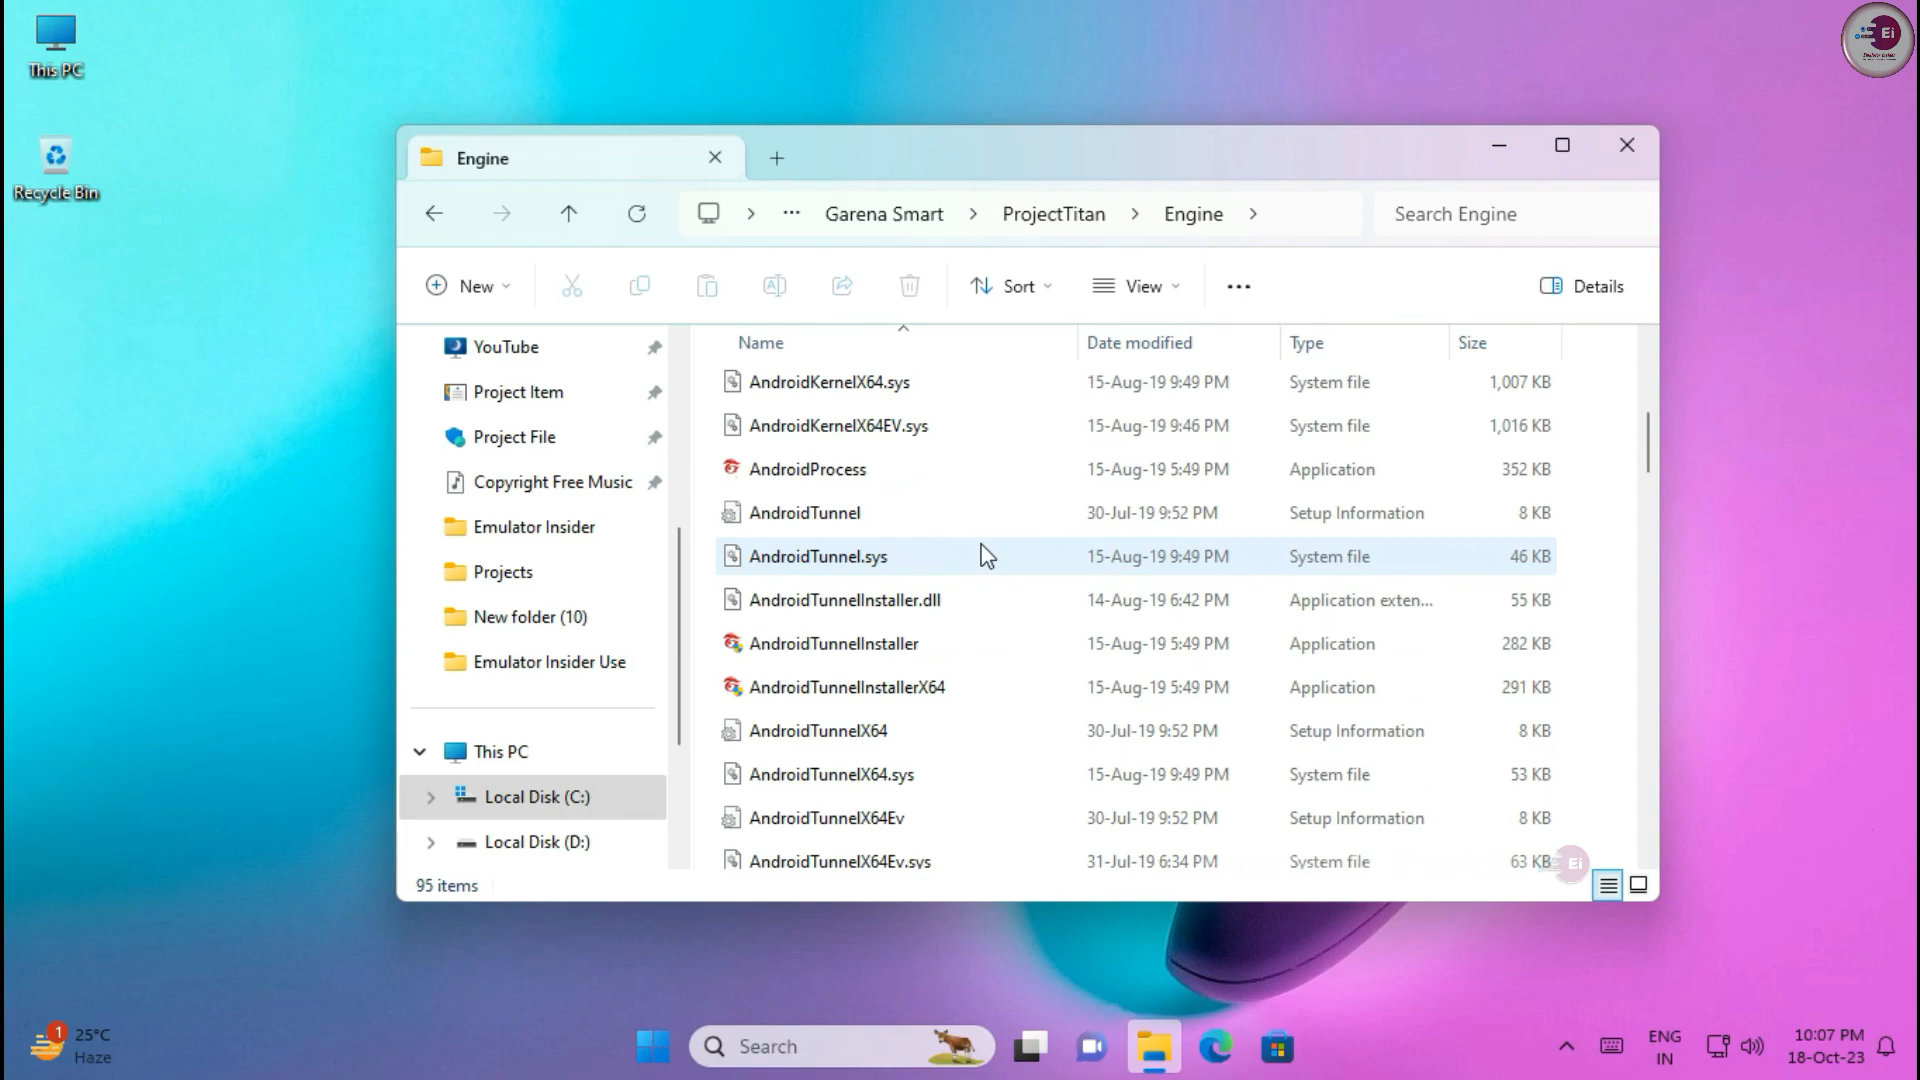 This PC
Recycle Bin
Ei
Engine
Garena Smart
ProjectTitan
Engine
Search Engine
New
Sort
View
Details
YouTube
Project Item
Project File
Copyright Free Music
Emulator Insider
Projects
New folder (10)
Emulator Insider Use
This PC
Local Disk (C:)
Local Disk (D:)
Name Date modified Type Size
AndroidKernelX64.sys 15-Aug-19 9:49 PM System file 1,007 KB
AndroidKernelX64EV.sys 15-Aug-19 9:46 PM System file 1,016 KB
AndroidProcess 15-Aug-19 5:49 PM Application 352 KB
AndroidTunnel 30-Jul-19 9:52 PM Setup Information 8 KB
AndroidTunnel.sys 15-Aug-19 9:49 PM System file 46 KB
AndroidTunnelInstaller.dll 14-Aug-19 6:42 PM Application exten... 55 KB
AndroidTunnelInstaller 15-Aug-19 5:49 PM Application 282 KB
AndroidTunnelInstallerX64 15-Aug-19 5:49 PM Application 291 KB
AndroidTunnelX64 30-Jul-19 9:52 PM Setup Information 8 KB
AndroidTunnelX64.sys 15-Aug-19 9:49 PM System file 53 KB
AndroidTunnelX64Ev 30-Jul-19 9:52 PM Setup Information 8 KB
AndroidTunnelX64Ev.sys 31-Jul-19 6:34 PM System file 63 KB
Ei
95 items
1
25°C
Haze
Search
ENG
IN
10:07 PM
18-Oct-23